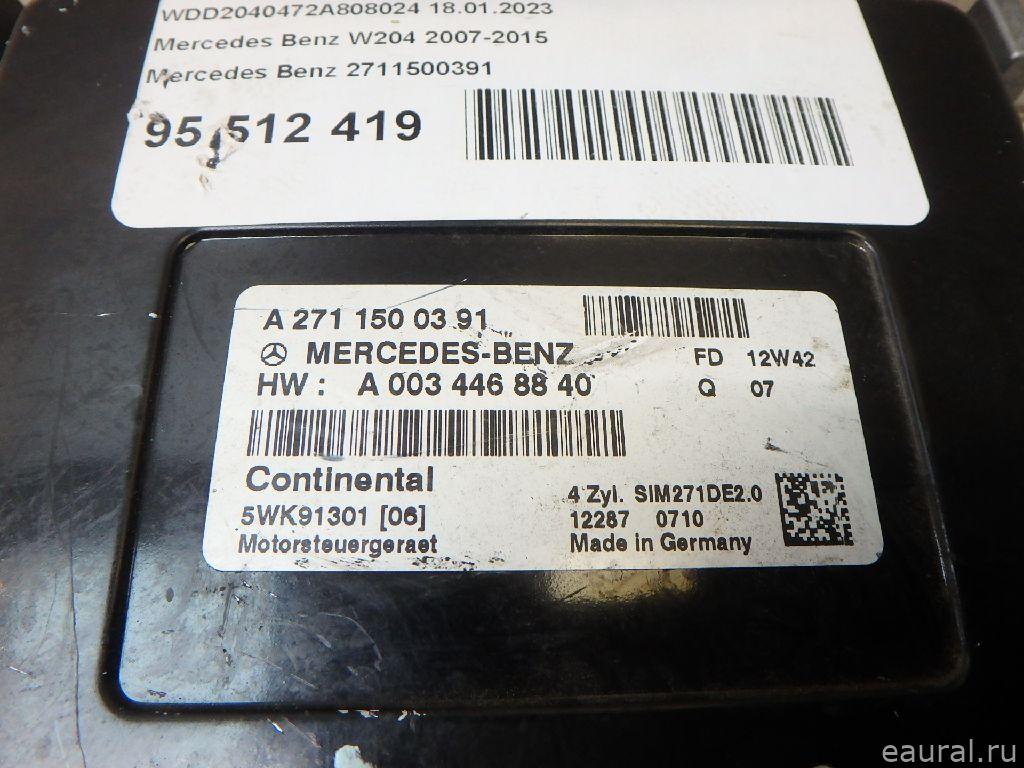 WDD2040472A808024 18.01.2023
Mercedes Benz W204 2007-2015
Mercedes Benz 2711500391
95 512 419
A 271 150 03 91
MERCEDES-BENZ FD 12W42
HW : A 003 446 88 40 Q 07
Continental
4 Zyl. SIM271DE2.0
5WK91301 [06] 12287 0710
Motorsteuergeraet Made in Germany
eaural.ru